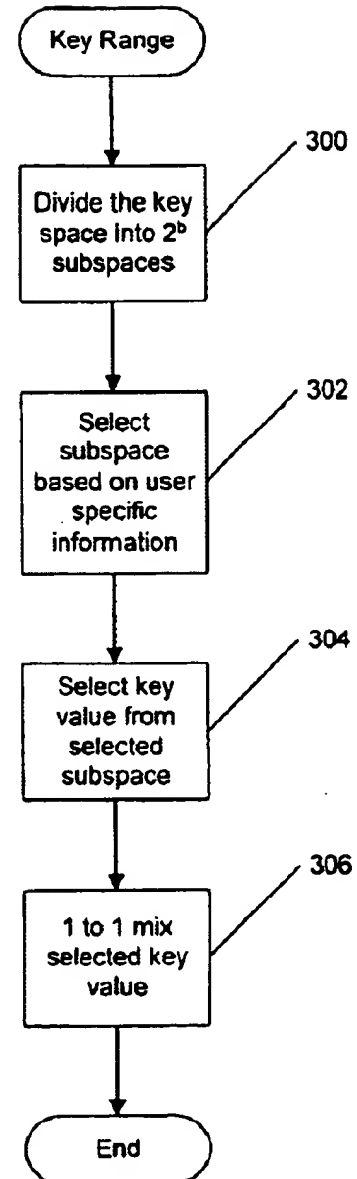 Key Range
300
Divide the key
space into 2ᵇ
subspaces
302
Select
subspace
based on user
specific
information
304
Select key
value from
selected
subspace
306
1 to 1 mix
selected key
value
End